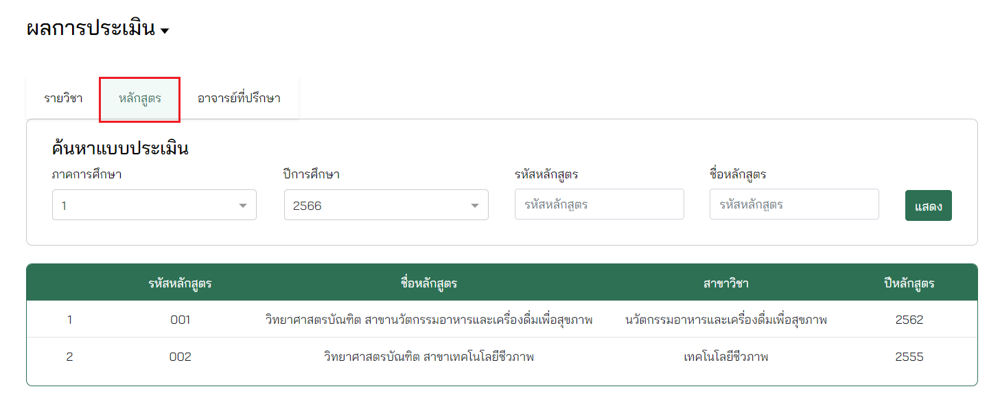 ผลการประเมิน
รายวิชา หลักสูตร อาจารย์ที่ปรึกษา
ค้นหาแบบประเมิน
ภาคการศึกษา ปีการศึกษา รหัสหลักสูตร ชื่อหลักสูตร
1 2566 รหัสหลักสูตร รหัสหลักสูตร แสดง
รหัสหลักสูตร ชื่อหลักสูตร สาขาวิชา ปีหลักสูตร
1 001 วิทยาศาสตรบัณฑิต สาขานวัตกรรมอาหารและเครื่องดื่มเพื่อสุขภาพ นวัตกรรมอาหารและเครื่องดื่มเพื่อสุขภาพ 2562
2 002 วิทยาศาสตรบัณฑิต สาขาเทคโนโลยีชีวภาพ เทคโนโลยีชีวภาพ 2555